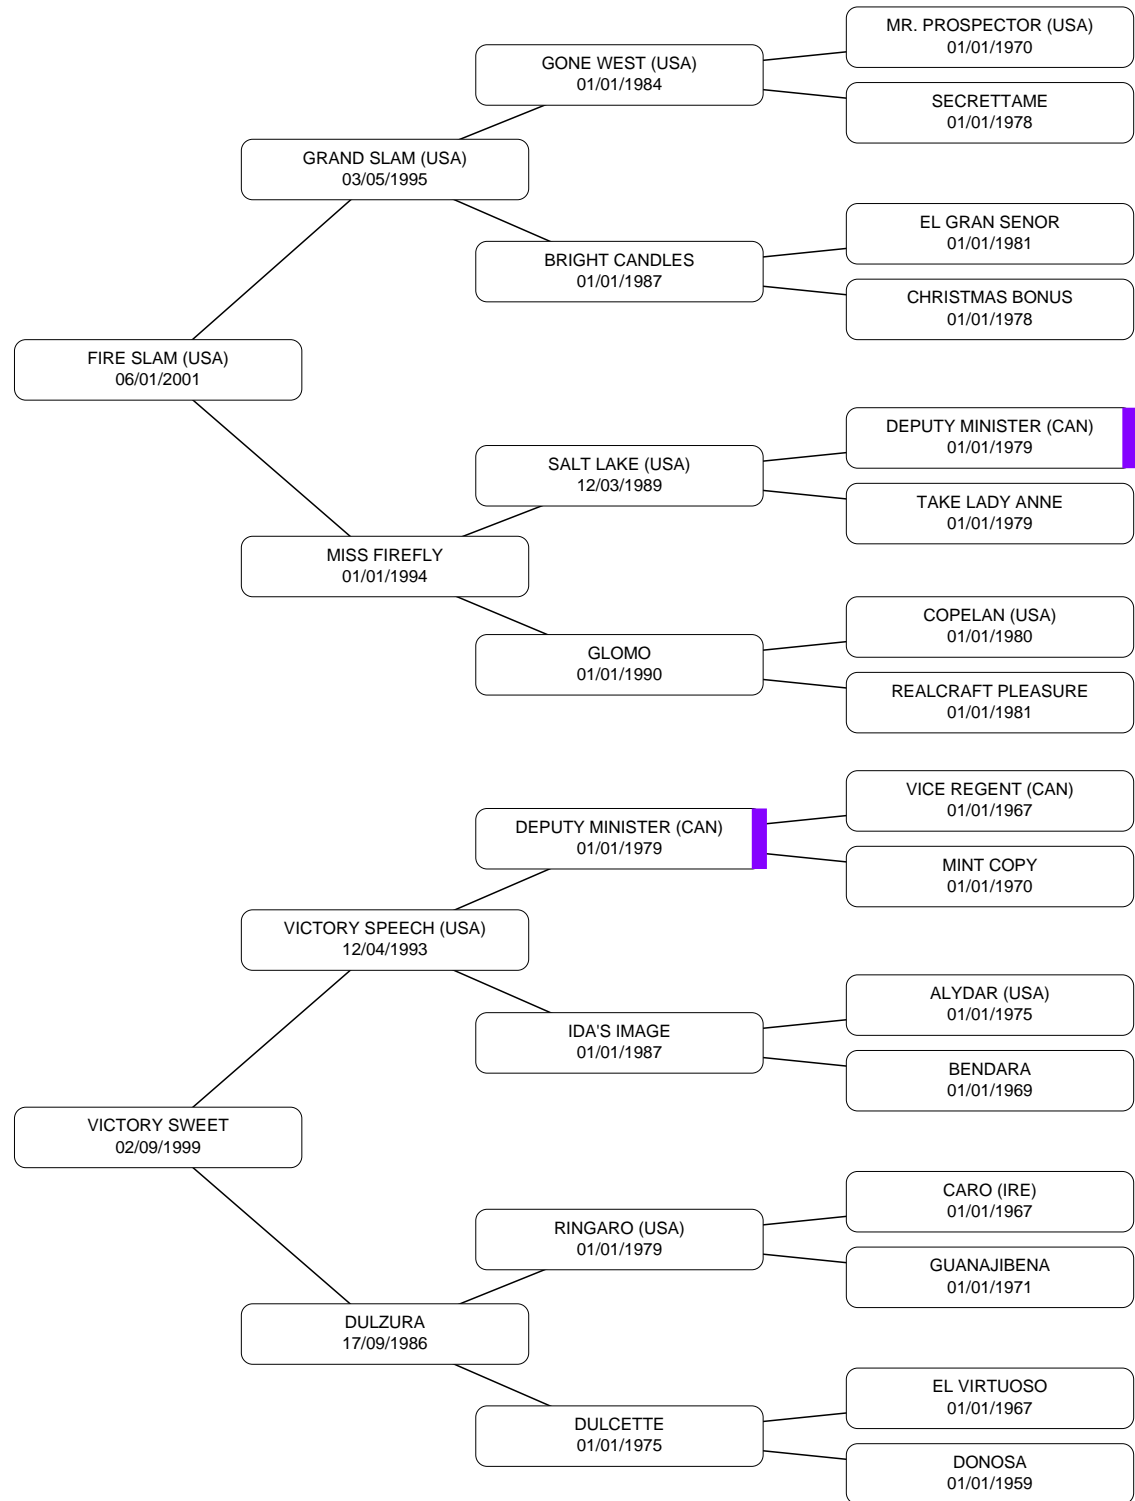 MR. PROSPECTOR (USA)
01/01/1970
GONE WEST (USA)
01/01/1984
SECRETTAME
01/01/1978
GRAND SLAM (USA)
03/05/1995
EL GRAN SENOR
01/01/1981
BRIGHT CANDLES
01/01/1987
CHRISTMAS BONUS
01/01/1978
FIRE SLAM (USA)
06/01/2001
DEPUTY MINISTER (CAN)
01/01/1979
SALT LAKE (USA)
12/03/1989
TAKE LADY ANNE
01/01/1979
MISS FIREFLY
01/01/1994
COPELAN (USA)
01/01/1980
GLOMO
01/01/1990
REALCRAFT PLEASURE
01/01/1981
VICE REGENT (CAN)
01/01/1967
DEPUTY MINISTER (CAN)
01/01/1979
MINT COPY
01/01/1970
VICTORY SPEECH (USA)
12/04/1993
ALYDAR (USA)
01/01/1975
IDA'S IMAGE
01/01/1987
BENDARA
01/01/1969
VICTORY SWEET
02/09/1999
CARO (IRE)
01/01/1967
RINGARO (USA)
01/01/1979
GUANAJIBENA
01/01/1971
DULZURA
17/09/1986
EL VIRTUOSO
01/01/1967
DULCETTE
01/01/1975
DONOSA
01/01/1959